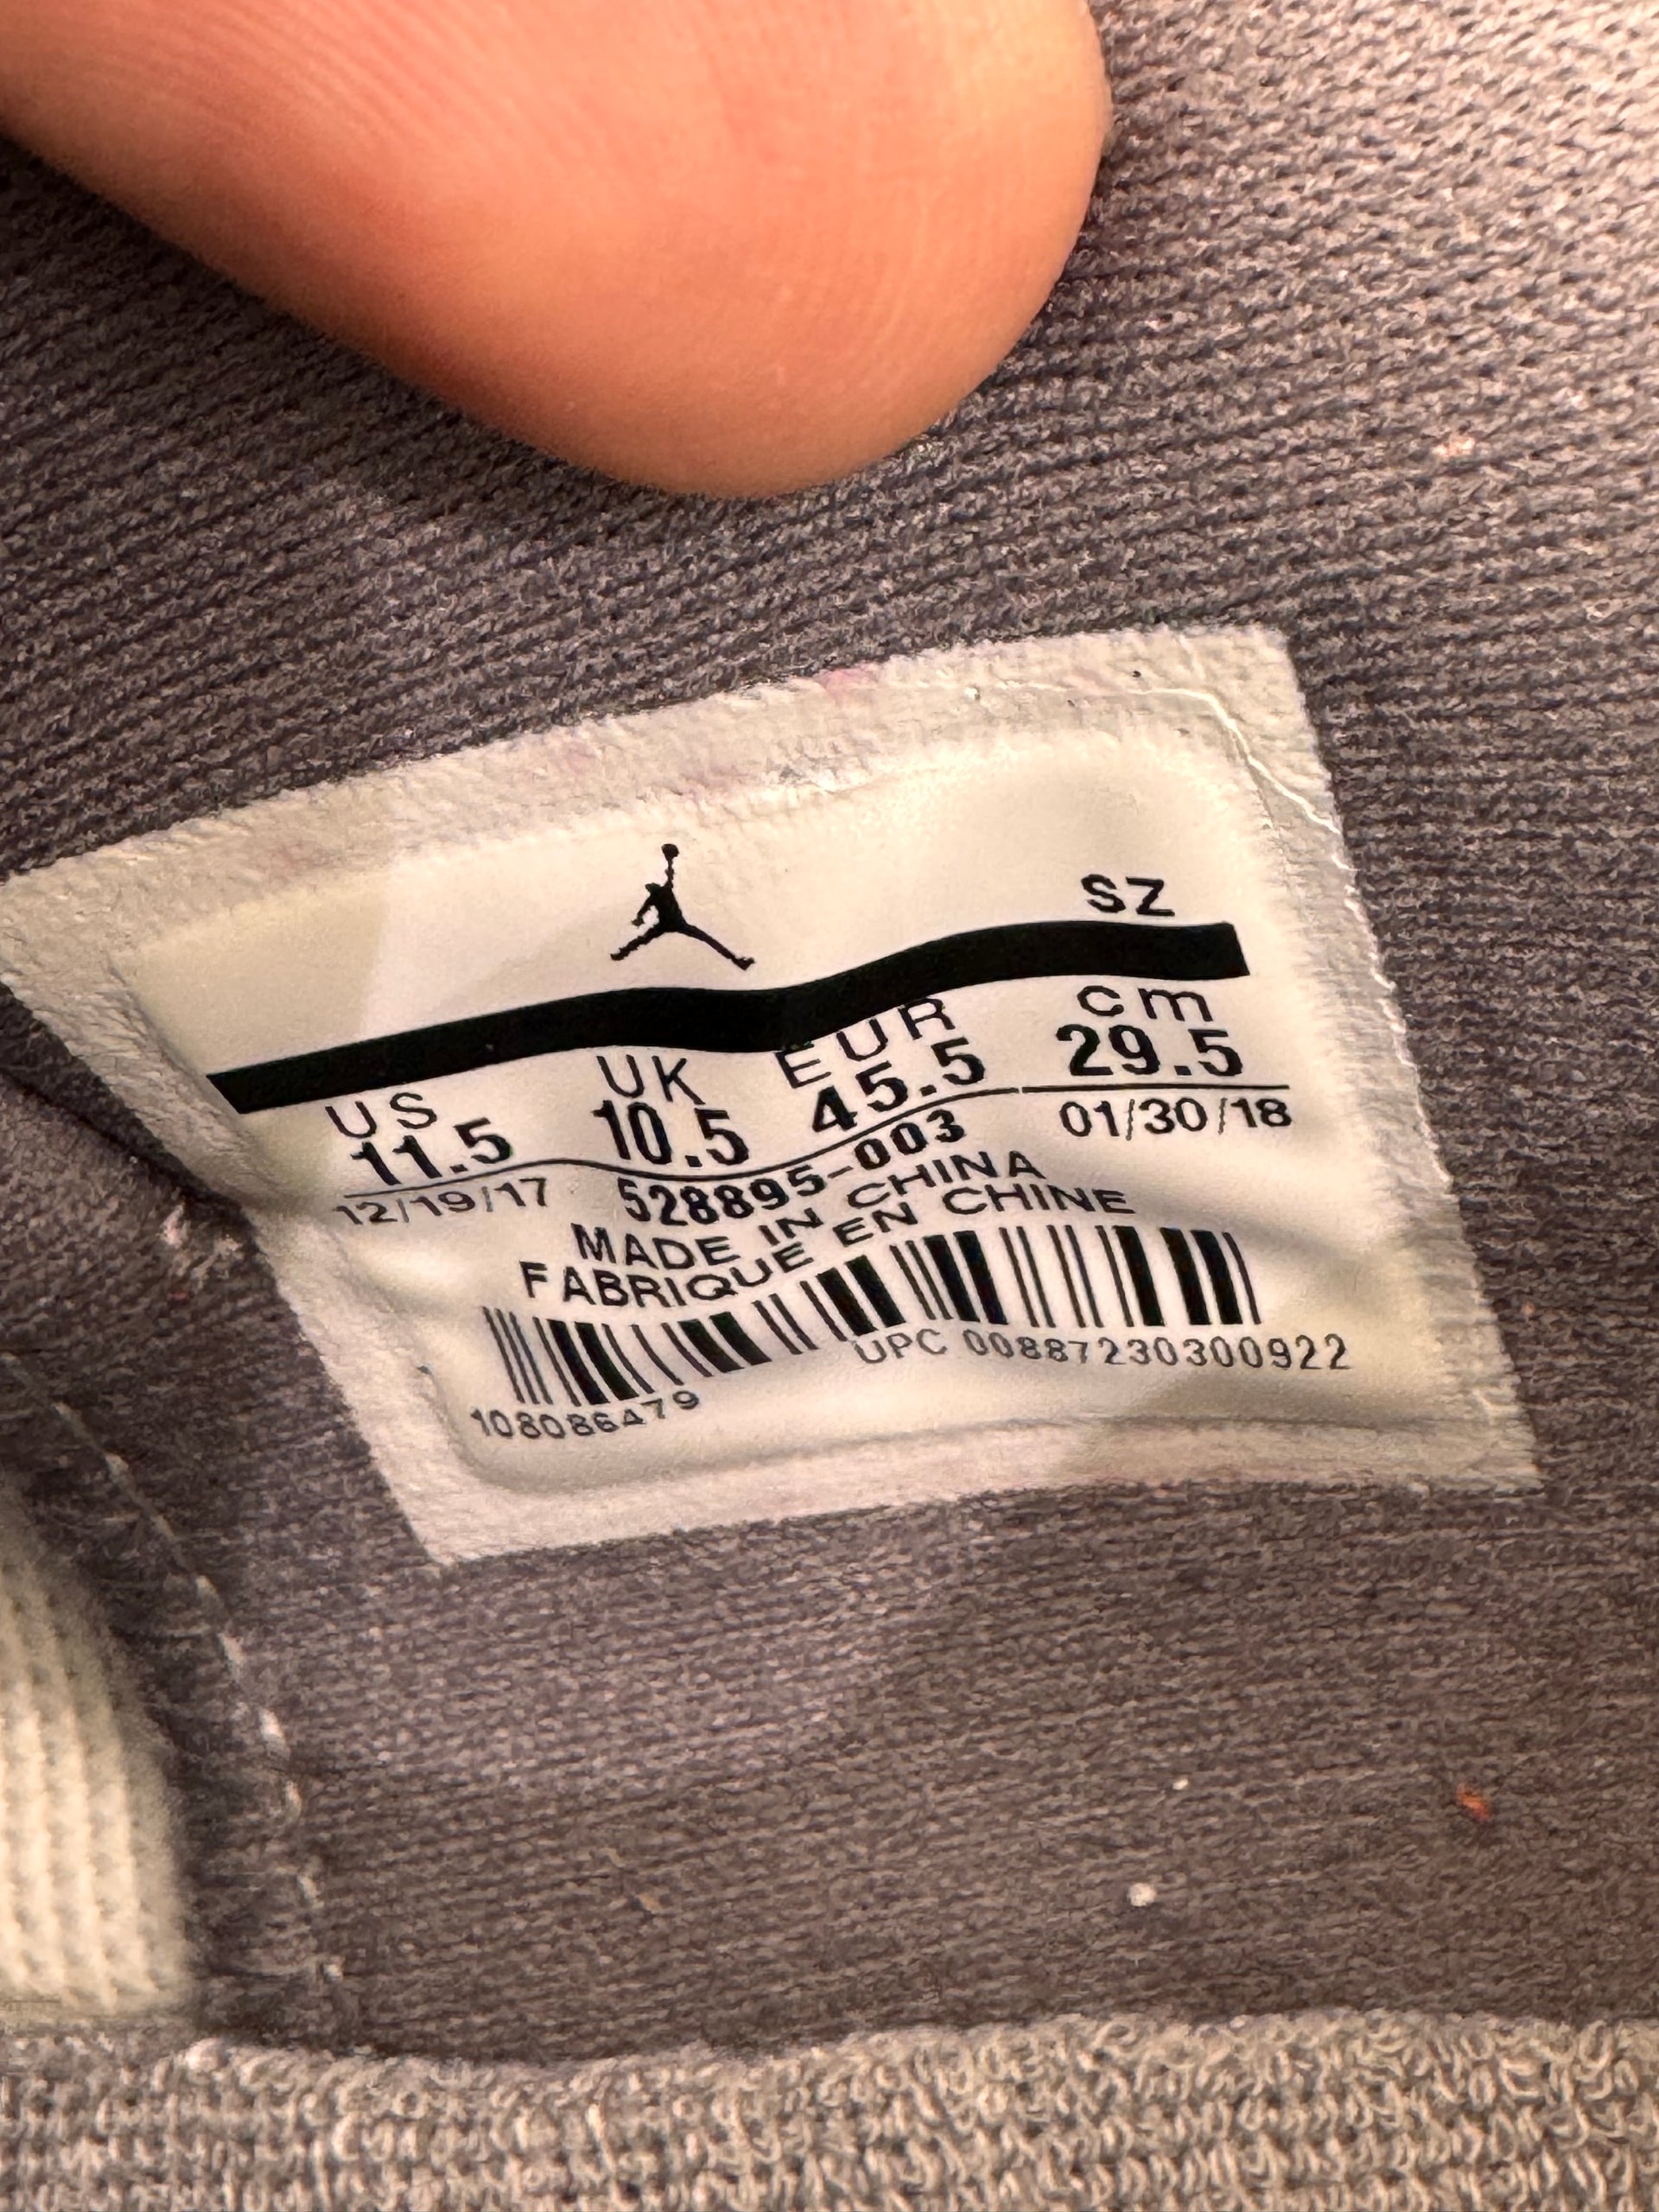 SZ
US UK EUR cm
11.5 10.5 45.5 29.5
12/19/17 528895-003 01/30/18
MADE IN CHINA
FABRIQUE EN CHINE
UPC 00887230300922
108086479